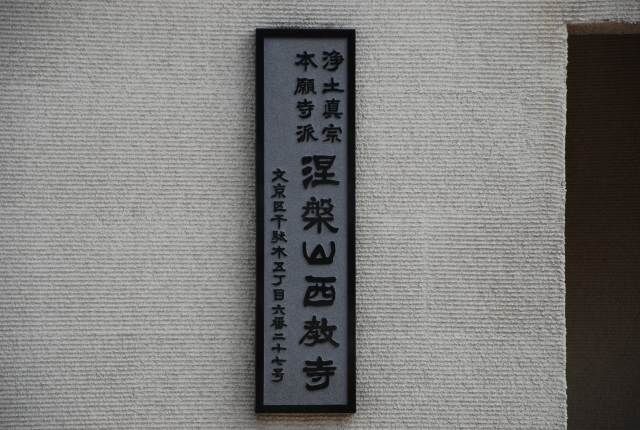 浄土真宗
本願寺派
涅槃山西教寺
文京区千駄木五丁目六番二十七号